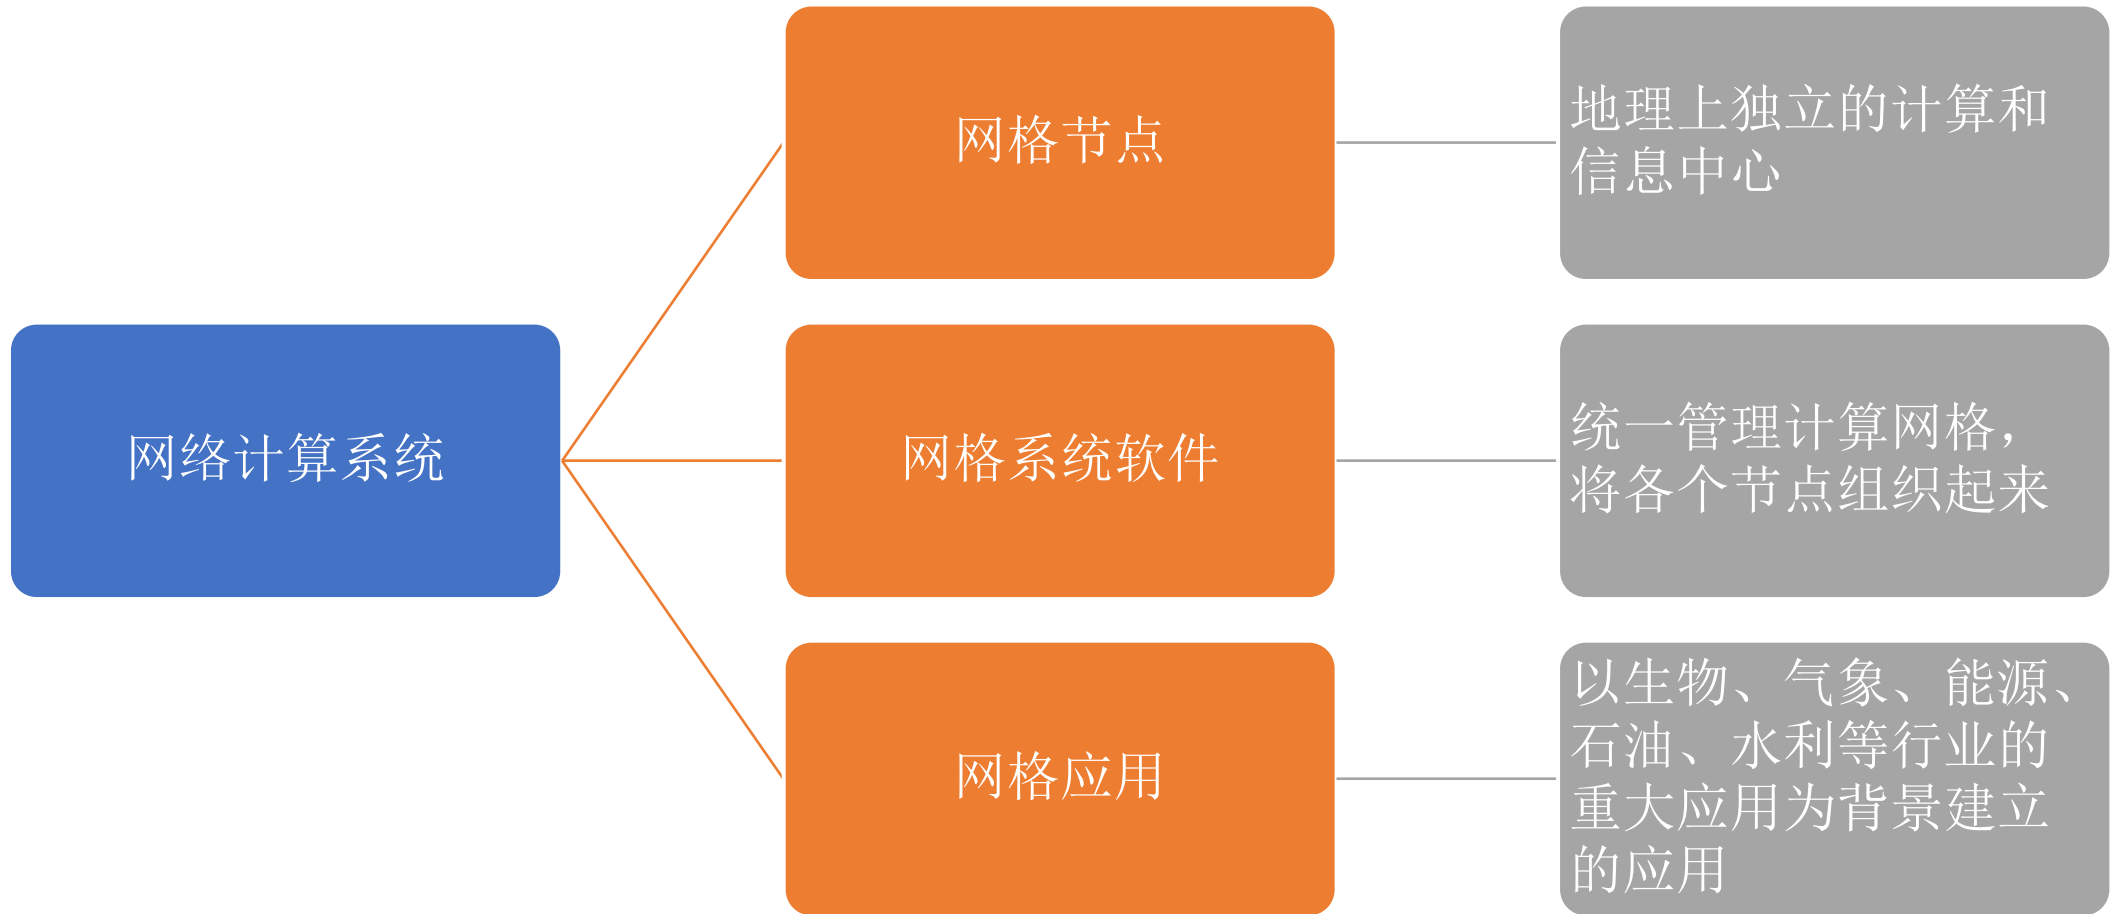 网络计算系统
网格节点
地理上独立的计算和
信息中心
网格系统软件
统一管理计算网格，
将各个节点组织起来
网格应用
以生物、气象、能源、
石油、水利等行业的
重大应用为背景建立
的应用